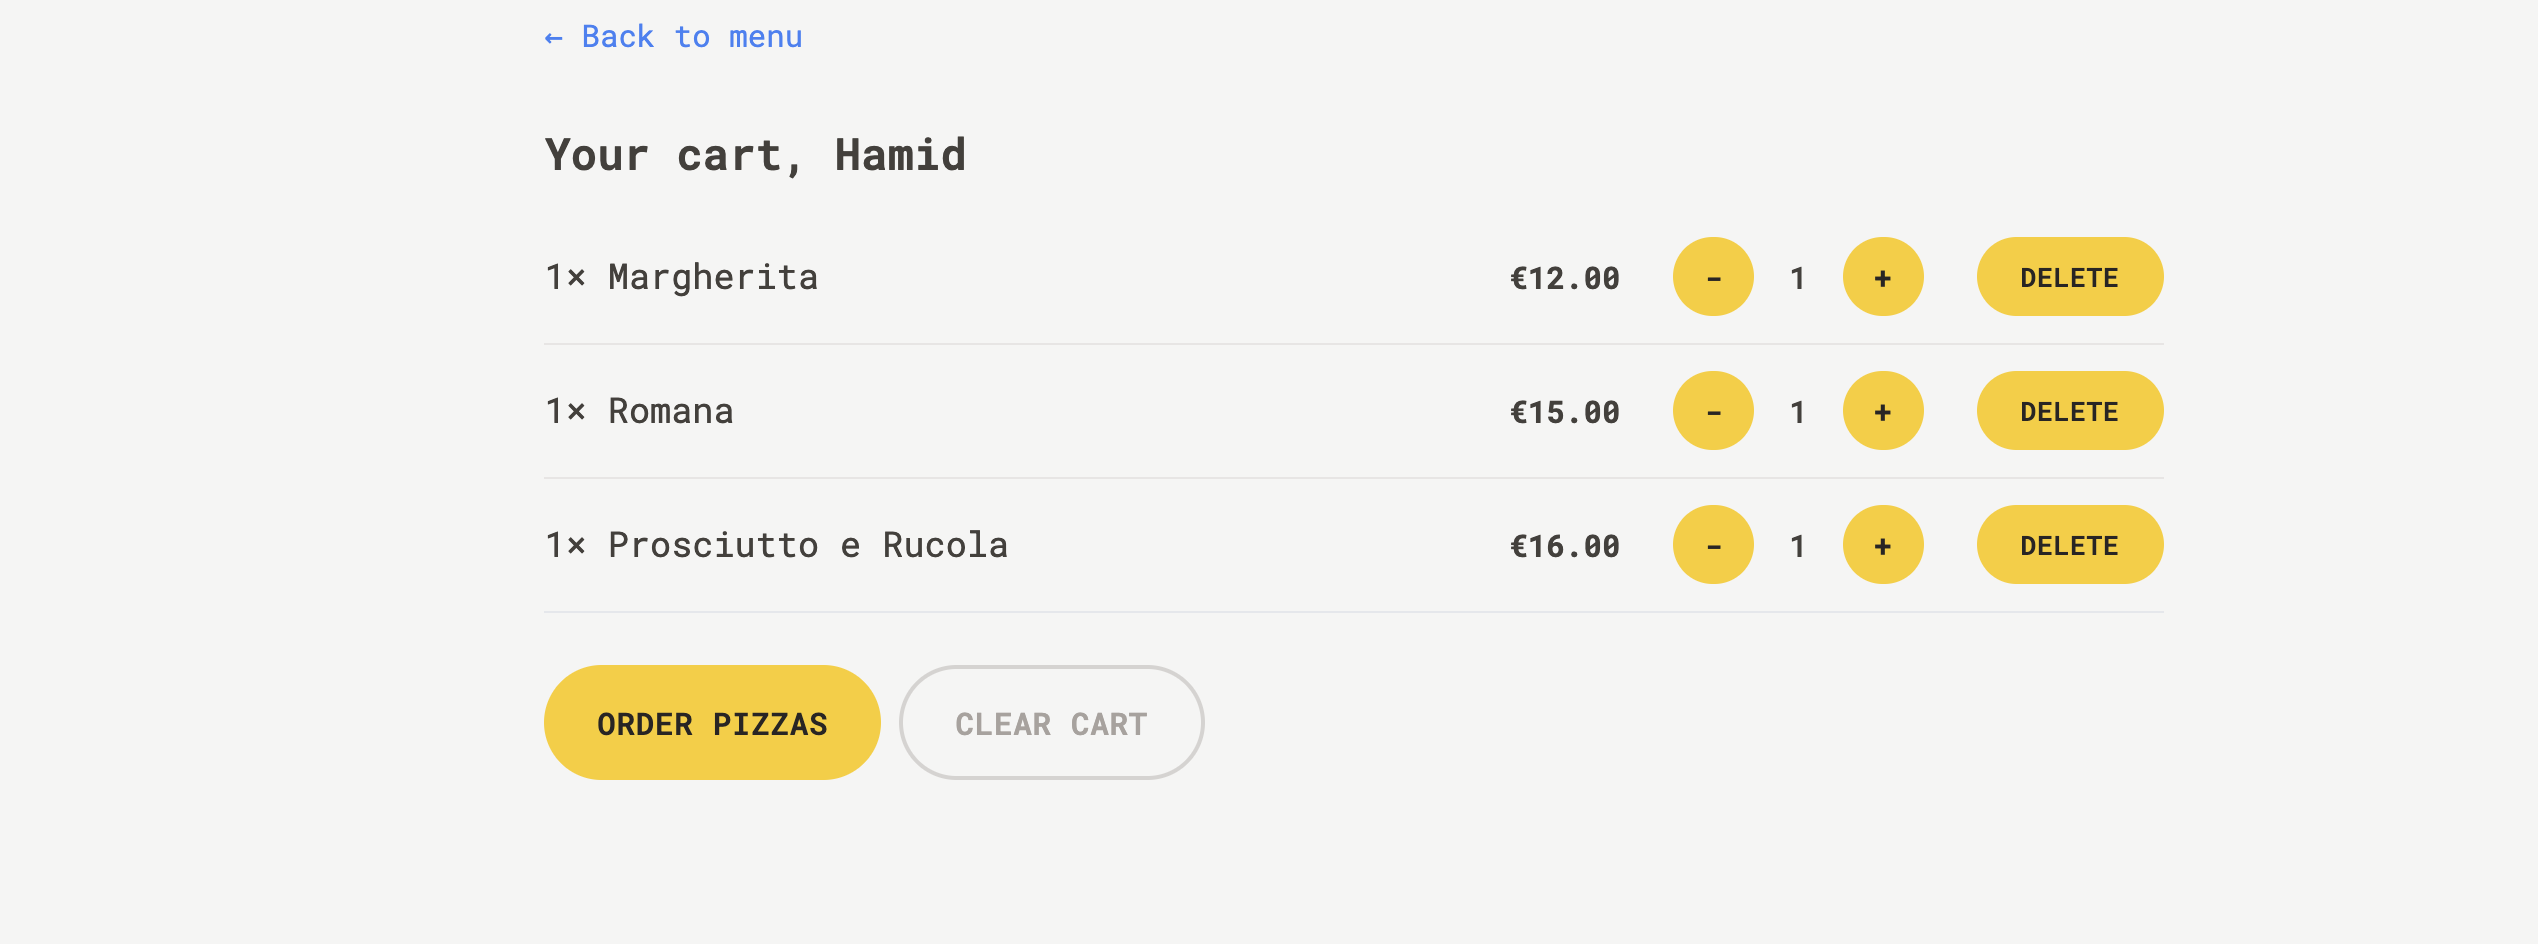 ← Back to menu
Your cart, Hamid
1× Margherita €12.00 - 1 + DELETE
1× Romana €15.00 - 1 + DELETE
1× Prosciutto e Rucola €16.00 - 1 + DELETE
ORDER PIZZAS CLEAR CART